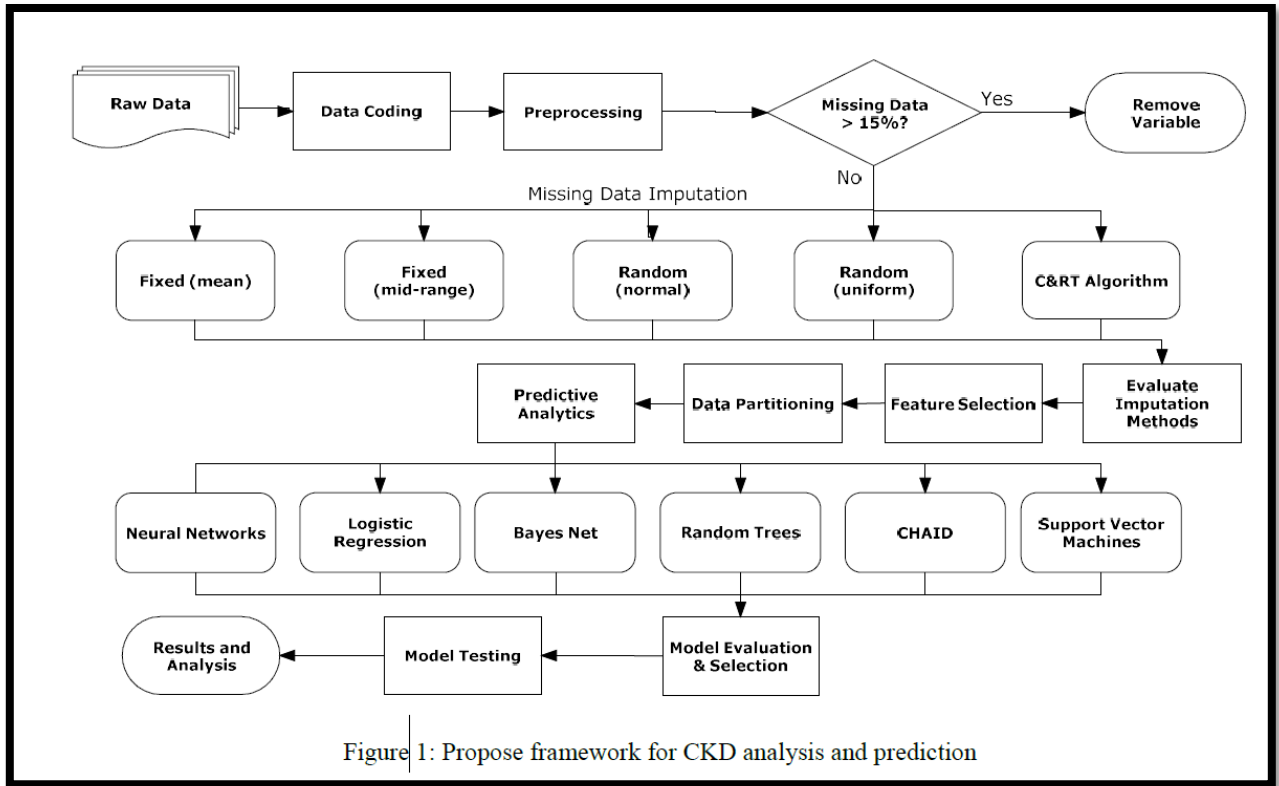 Raw Data
Data Coding
Preprocessing
Missing Data
> 15%?
Yes
Remove
Variable
No
Missing Data Imputation
Fixed (mean)
Fixed
(mid-range)
Random
(normal)
Random
(uniform)
C&RT Algorithm
Predictive
Analytics
Data Partitioning
Feature Selection
Evaluate
Imputation
Methods
Neural Networks
Logistic
Regression
Bayes Net
Random Trees
CHAID
Support Vector
Machines
Results and
Analysis
Model Testing
Model Evaluation
& Selection
Figure 1: Propose framework for CKD analysis and prediction